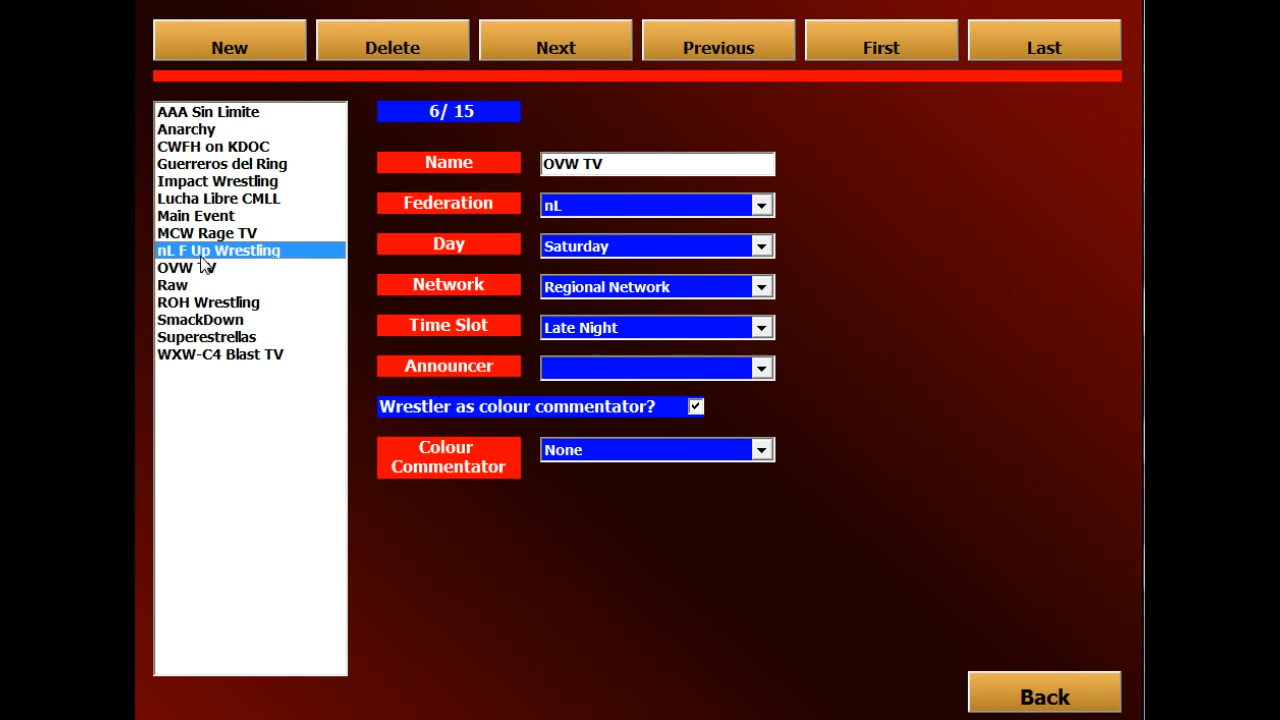 New
Delete
Next
Previous
First
Last
AAA Sin Limite
Anarchy
CWFH on KDOC
Guerreros del Ring
Impact Wrestling
Lucha Libre CMLL
Main Event
MCW Rage TV
nL F Up Wrestling
OVW TV
Raw
ROH Wrestling
SmackDown
Superestrellas
WXW-C4 Blast TV
6/ 15
Name
OVW TV
Federation
nL
Day
Saturday
Network
Regional Network
Time Slot
Late Night
Announcer
Wrestler as colour commentator?
Colour
Commentator
None
Back